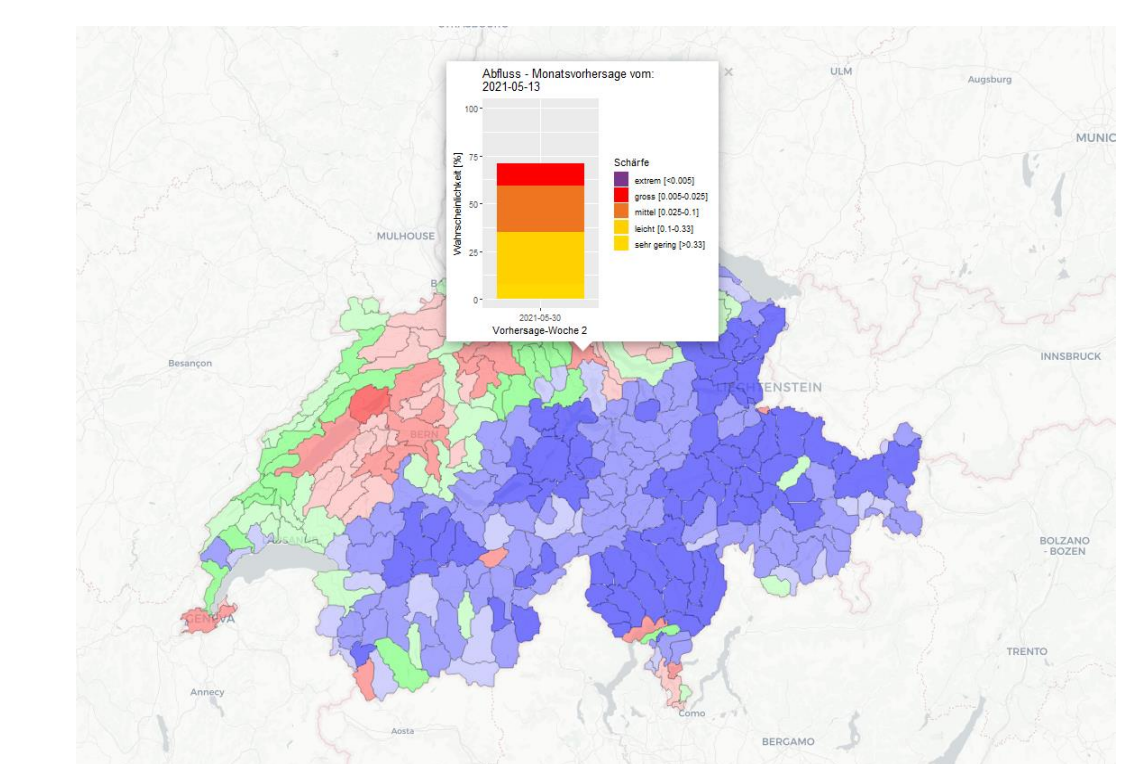 ULM
Augsburg
Abfluss - Monatsvorhersage vom:
2021-05-13
100
75
50
25
0
Wahrscheinlichkeit [%]
2021-05-30
Vorhersage-Woche 2
Schärfe
extrem [<0.005]
gross [0.005-0.025]
mittel [0.025-0.1]
leicht [0.1-0.33]
sehr gering [>0.33]
MUNIC
MULHOUSE
Besançon
INNSBRUCK
LIECHTENSTEIN
BERN
BOLZANO
- BOZEN
GENEVA
TRENTO
Annecy
Como
Aosta
BERGAMO